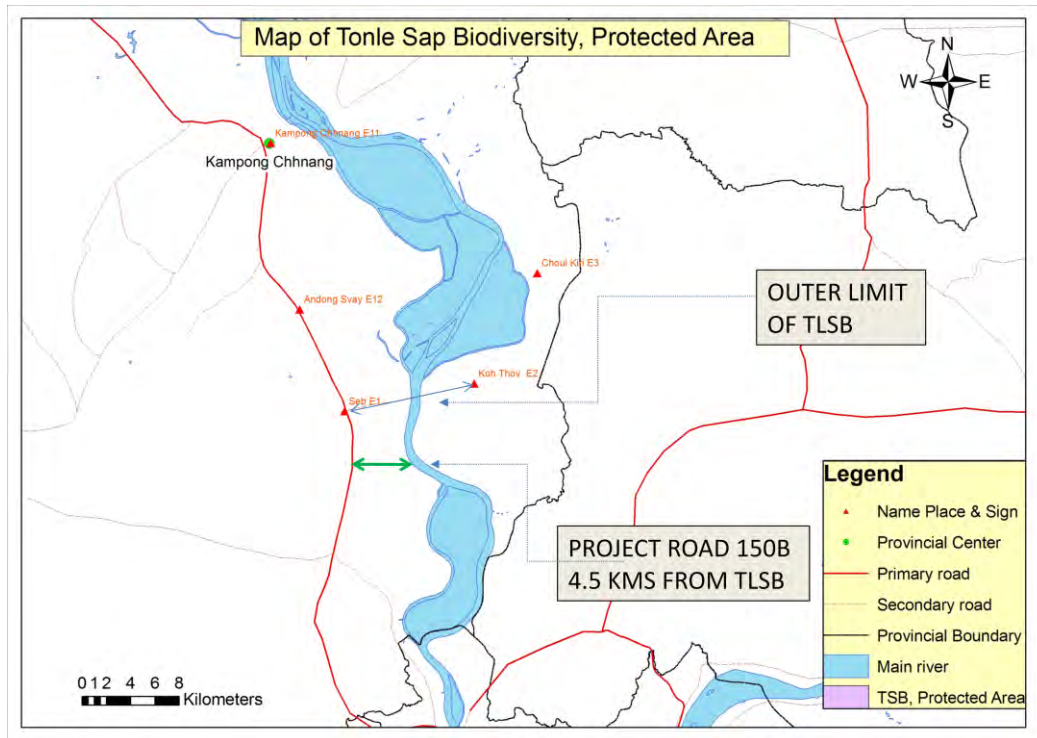 Map of Tonle Sap Biodiversity, Protected Area
N
W E
S
Kampong Chhnang E11
Kampong Chhnang
Choul Kiri E3
Andong Svay E12
OUTER LIMIT
OF TLSB
Koh Thov E2
Seb E1
PROJECT ROAD 150B
4.5 KMS FROM TLSB
Legend
Name Place & Sign
Provincial Center
Primary road
Secondary road
Provincial Boundary
Main river
TSB, Protected Area
0 1 2 4 6 8
Kilometers